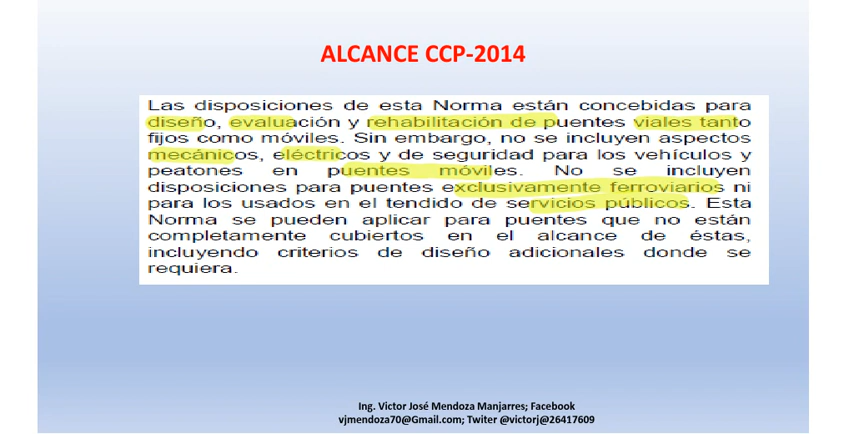 ALCANCE CCP-2014
Las disposiciones de esta Norma están concebidas para
diseño, evaluación y rehabilitación de puentes viales tanto
fijos como móviles. Sin embargo, no se incluyen aspectos
mecánicos, eléctricos y de seguridad para los vehículos y
peatones en puentes móviles. No se incluyen
disposiciones para puentes exclusivamente ferroviarios ni
para los usados en el tendido de servicios públicos. Esta
Norma se pueden aplicar para puentes que no están
completamente cubiertos en el alcance de éstas,
incluyendo criterios de diseño adicionales donde se
requiera.
Ing. Victor José Mendoza Manjarres; Facebook
vjmendoza70@Gmail.com; Twiter @victorj@26417609